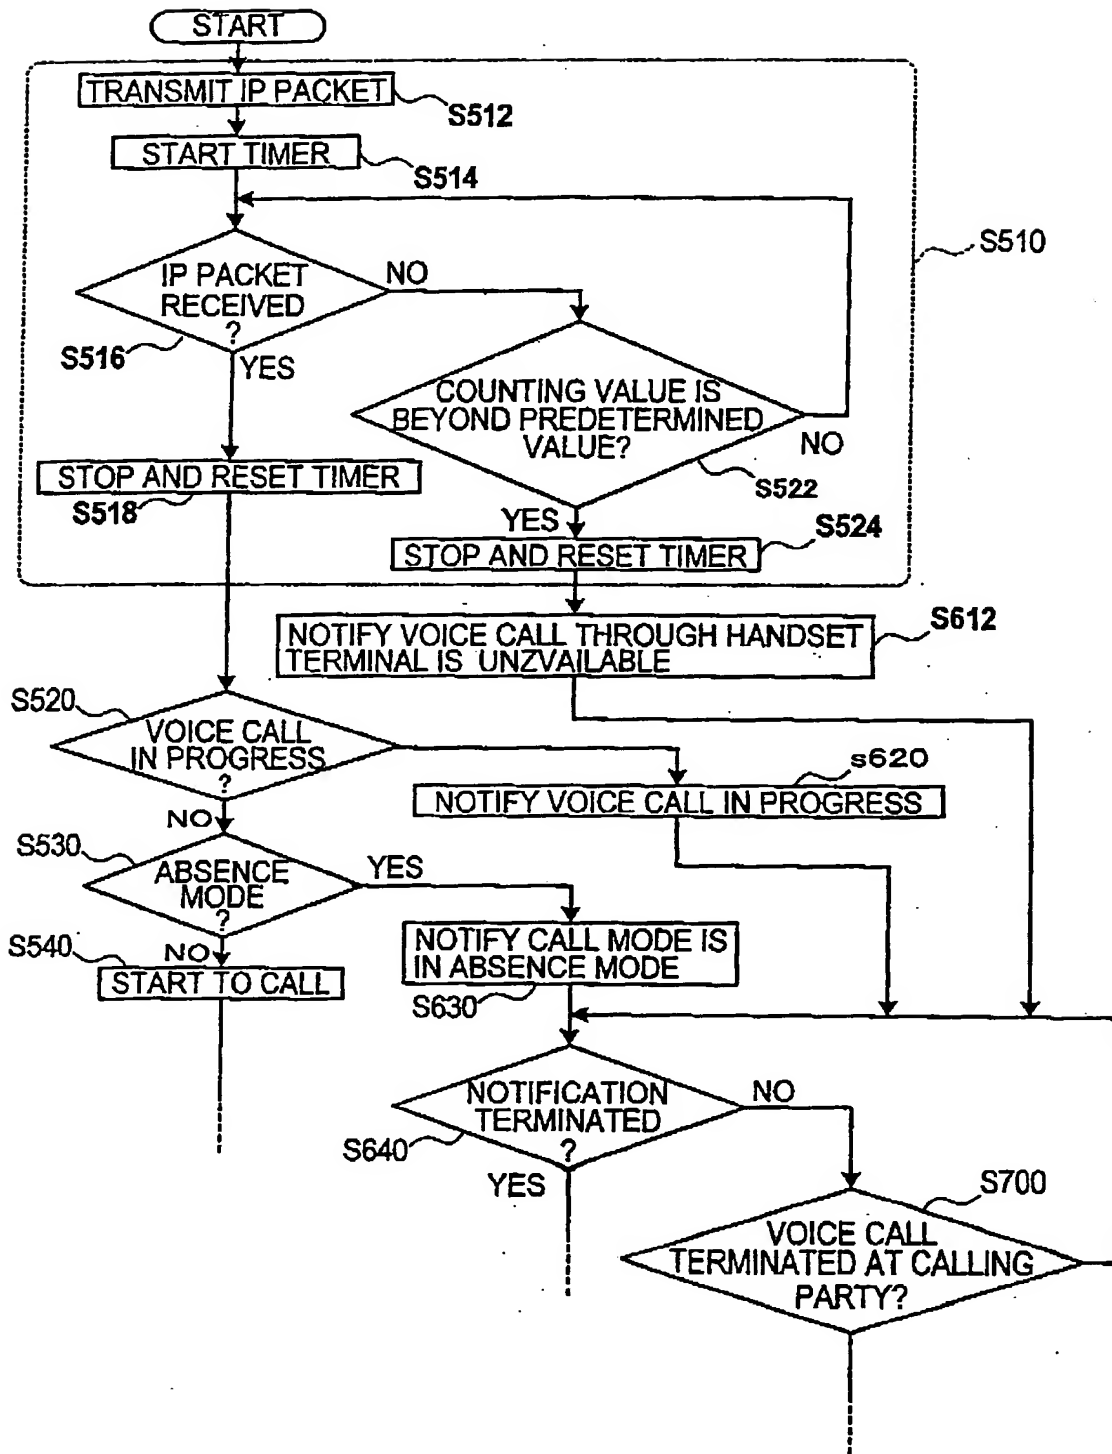 START
TRANSMIT IP PACKET
S512
START TIMER
S514
S510
IP PACKET
RECEIVED
?
NO
S516
YES
COUNTING VALUE IS
BEYOND PREDETERMINED
VALUE?
NO
S522
STOP AND RESET TIMER
S518
YES
S524
STOP AND RESET TIMER
S612
NOTIFY VOICE CALL THROUGH HANDSET
TERMINAL IS UNZVAILABLE
S520
VOICE CALL
IN PROGRESS
?
s620
NOTIFY VOICE CALL IN PROGRESS
NO
S530
ABSENCE
MODE
?
YES
NOTIFY CALL MODE IS
IN ABSENCE MODE
S630
S540
NO
START TO CALL
NOTIFICATION
TERMINATED
?
NO
S640
YES
S700
VOICE CALL
TERMINATED AT CALLING
PARTY?